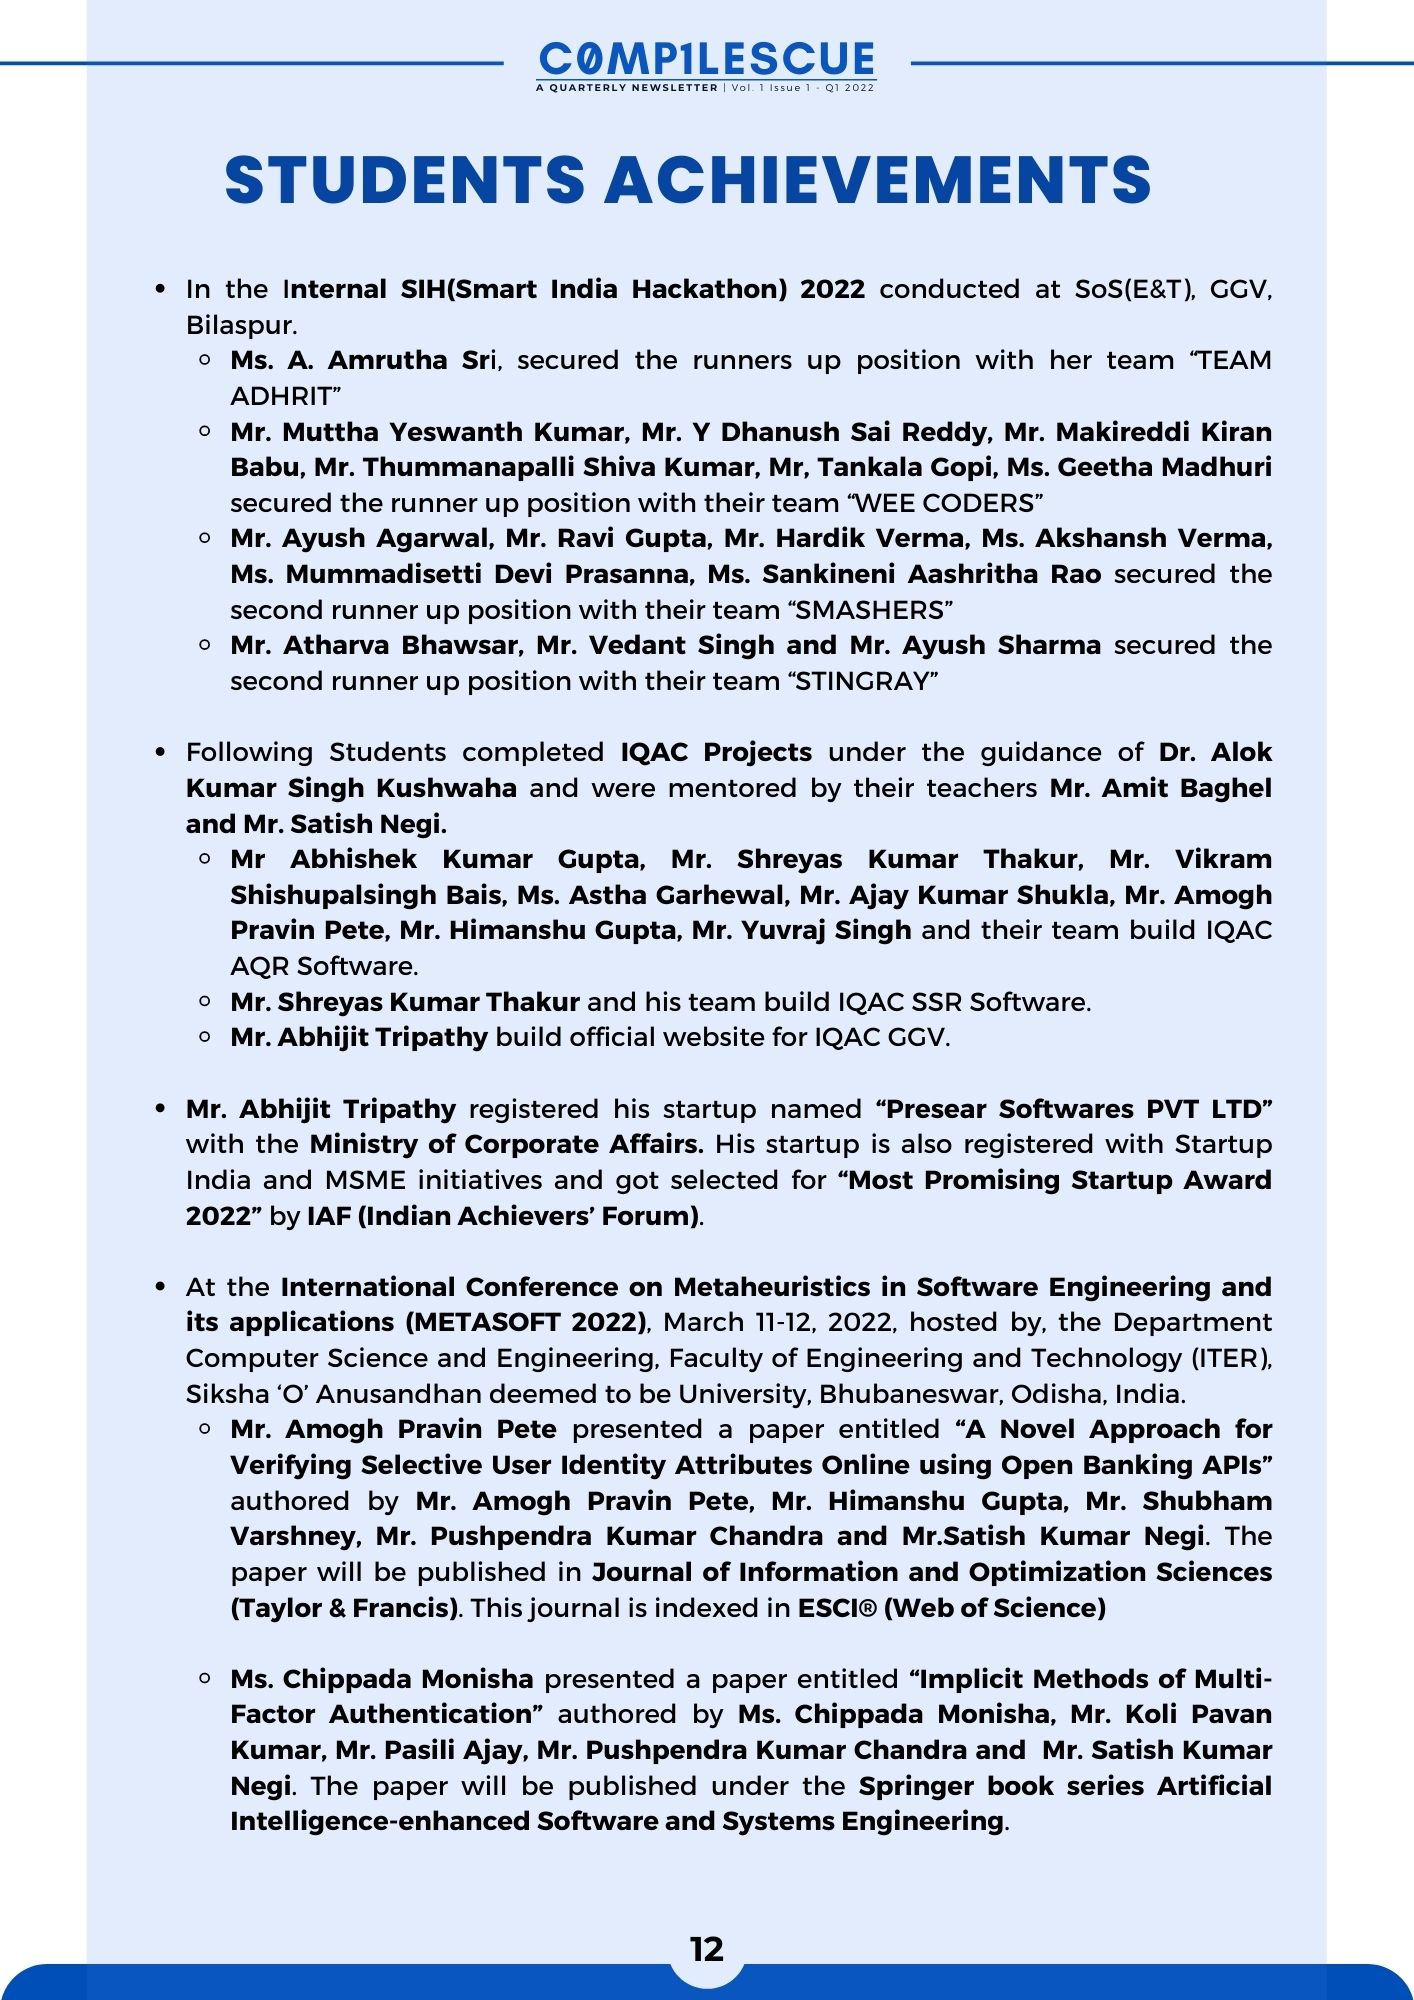 C0MP1LESCUE
A QUARTERLY NEWSLETTER | Vol. 1 Issue 1 - Q1 2022
STUDENTS ACHIEVEMENTS
• In the Internal SIH(Smart India Hackathon) 2022 conducted at SoS(E&T), GGV,
Bilaspur.
◦ Ms. A. Amrutha Sri, secured the runners up position with her team “TEAM
ADHRIT”
◦ Mr. Muttha Yeswanth Kumar, Mr. Y Dhanush Sai Reddy, Mr. Makireddi Kiran
Babu, Mr. Thummanapalli Shiva Kumar, Mr, Tankala Gopi, Ms. Geetha Madhuri
secured the runner up position with their team “WEE CODERS”
◦ Mr. Ayush Agarwal, Mr. Ravi Gupta, Mr. Hardik Verma, Ms. Akshansh Verma,
Ms. Mummadisetti Devi Prasanna, Ms. Sankineni Aashritha Rao secured the
second runner up position with their team “SMASHERS”
◦ Mr. Atharva Bhawsar, Mr. Vedant Singh and Mr. Ayush Sharma secured the
second runner up position with their team “STINGRAY”
• Following Students completed IQAC Projects under the guidance of Dr. Alok
Kumar Singh Kushwaha and were mentored by their teachers Mr. Amit Baghel
and Mr. Satish Negi.
◦ Mr Abhishek Kumar Gupta, Mr. Shreyas Kumar Thakur, Mr. Vikram
Shishupalsingh Bais, Ms. Astha Garhewal, Mr. Ajay Kumar Shukla, Mr. Amogh
Pravin Pete, Mr. Himanshu Gupta, Mr. Yuvraj Singh and their team build IQAC
AQR Software.
◦ Mr. Shreyas Kumar Thakur and his team build IQAC SSR Software.
◦ Mr. Abhijit Tripathy build official website for IQAC GGV.
• Mr. Abhijit Tripathy registered his startup named “Presear Softwares PVT LTD”
with the Ministry of Corporate Affairs. His startup is also registered with Startup
India and MSME initiatives and got selected for “Most Promising Startup Award
2022” by IAF (Indian Achievers’ Forum).
• At the International Conference on Metaheuristics in Software Engineering and
its applications (METASOFT 2022), March 11-12, 2022, hosted by, the Department
Computer Science and Engineering, Faculty of Engineering and Technology (ITER),
Siksha ‘O’ Anusandhan deemed to be University, Bhubaneswar, Odisha, India.
◦ Mr. Amogh Pravin Pete presented a paper entitled “A Novel Approach for
Verifying Selective User Identity Attributes Online using Open Banking APIs”
authored by Mr. Amogh Pravin Pete, Mr. Himanshu Gupta, Mr. Shubham
Varshney, Mr. Pushpendra Kumar Chandra and Mr.Satish Kumar Negi. The
paper will be published in Journal of Information and Optimization Sciences
(Taylor & Francis). This journal is indexed in ESCI® (Web of Science)
◦ Ms. Chippada Monisha presented a paper entitled “Implicit Methods of Multi-
Factor Authentication” authored by Ms. Chippada Monisha, Mr. Koli Pavan
Kumar, Mr. Pasili Ajay, Mr. Pushpendra Kumar Chandra and Mr. Satish Kumar
Negi. The paper will be published under the Springer book series Artificial
Intelligence-enhanced Software and Systems Engineering.
12